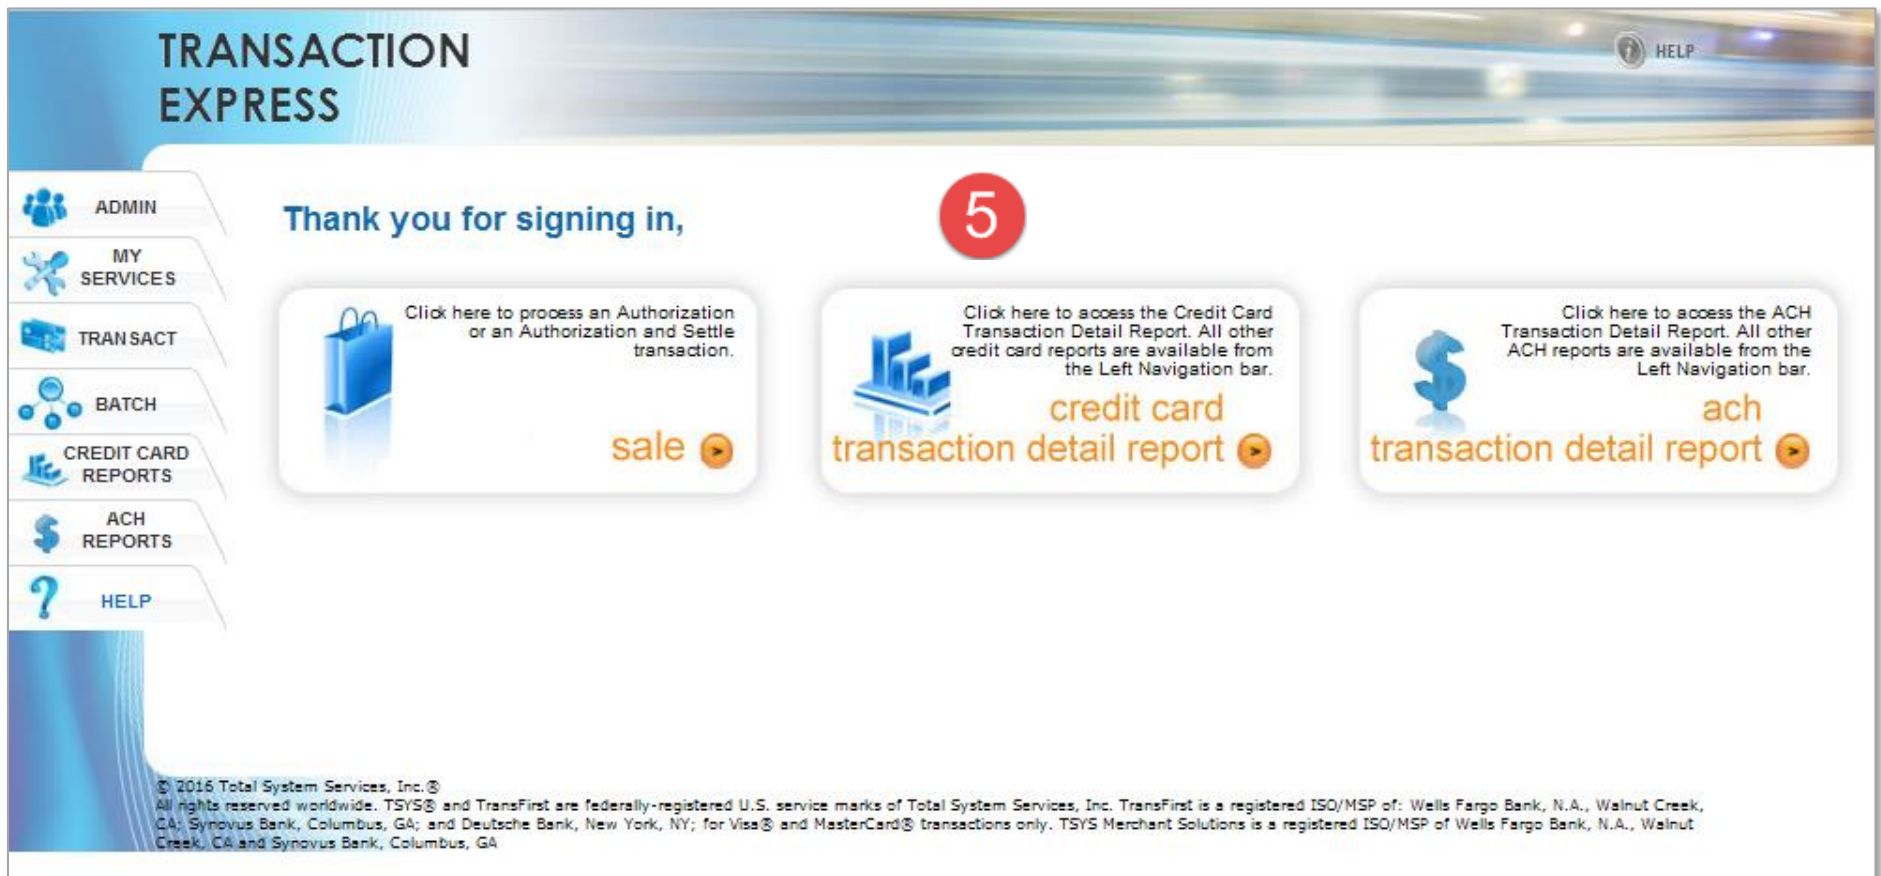 TRANSACTION
EXPRESS
HELP
ADMIN
MY
SERVICES
TRANSACT
BATCH
CREDIT CARD
REPORTS
ACH
REPORTS
HELP
Thank you for signing in,
5
Click here to process an Authorization
or an Authorization and Settle
transaction.
sale
Click here to access the Credit Card
Transaction Detail Report. All other
credit card reports are available from
the Left Navigation bar.
credit card
transaction detail report
Click here to access the ACH
Transaction Detail Report. All other
ACH reports are available from the
Left Navigation bar.
ach
transaction detail report
© 2016 Total System Services, Inc.®
All rights reserved worldwide. TSYS® and TransFirst are federally-registered U.S. service marks of Total System Services, Inc. TransFirst is a registered ISO/MSP of: Wells Fargo Bank, N.A., Walnut Creek,
CA; Synovus Bank, Columbus, GA; and Deutsche Bank, New York, NY; for Visa® and MasterCard® transactions only. TSYS Merchant Solutions is a registered ISO/MSP of Wells Fargo Bank, N.A., Walnut
Creek, CA and Synovus Bank, Columbus, GA